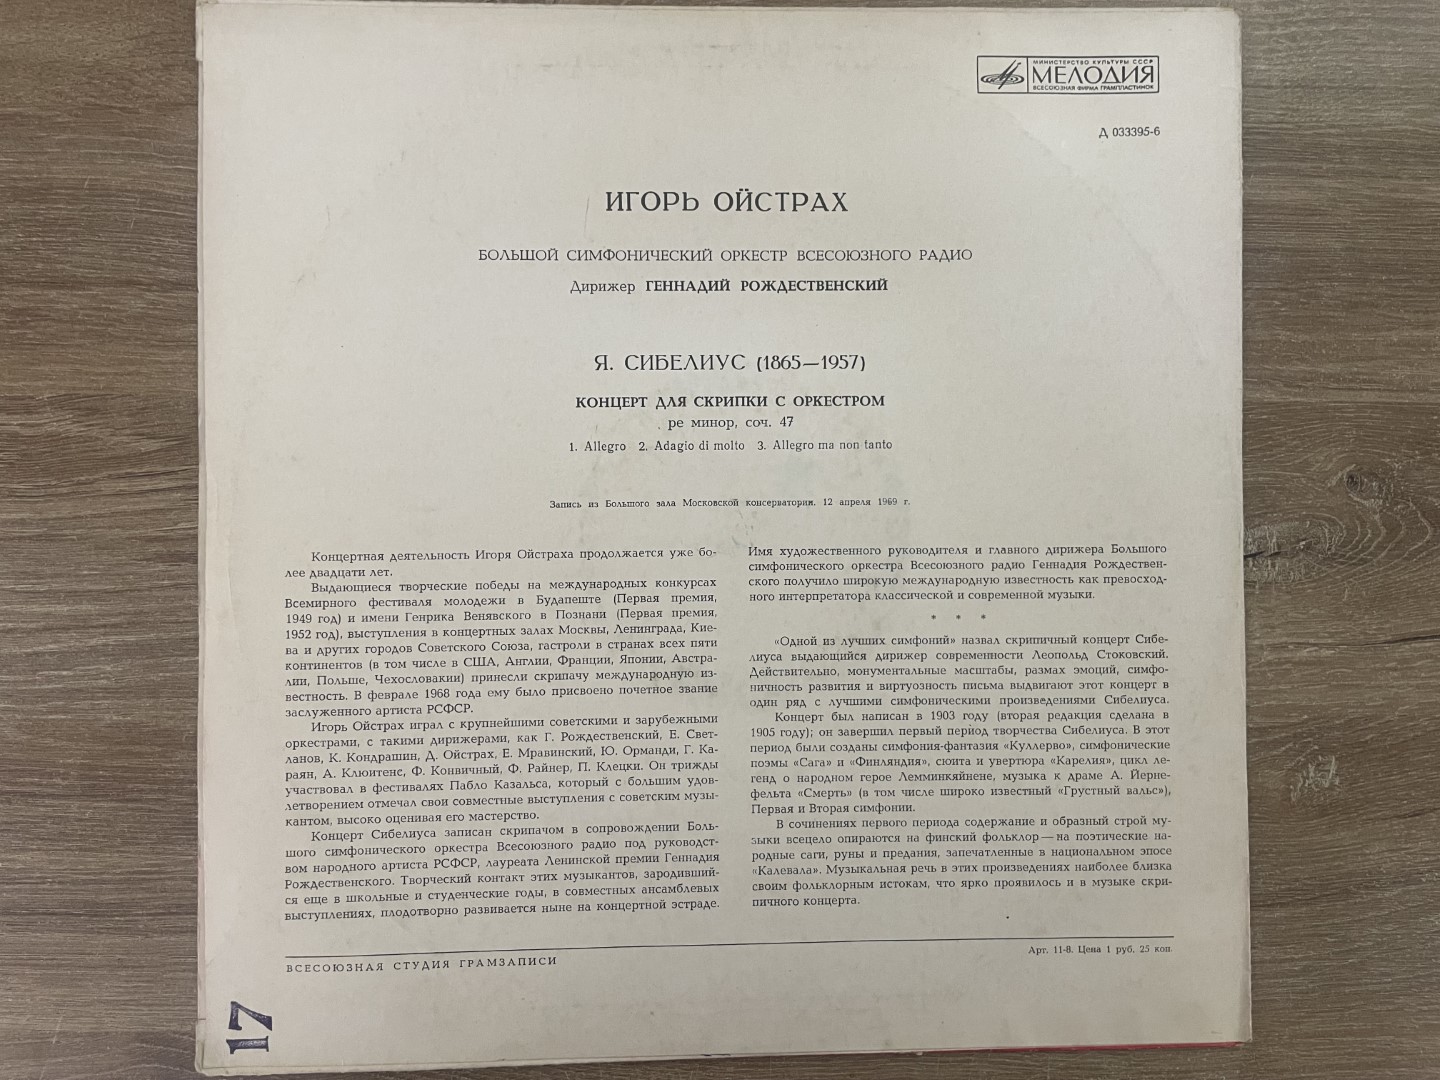 МИНИСТЕРСТВО КУЛЬТУРЫ СССР
МЕЛОДИЯ
ВСЕСОЮЗНАЯ ФИРМА ГРАМПЛАСТИНОК
Д 033395-6
ИГОРЬ ОЙСТРАХ
БОЛЬШОЙ СИМФОНИЧЕСКИЙ ОРКЕСТР ВСЕСОЮЗНОГО РАДИО
Дирижер ГЕННАДИЙ РОЖДЕСТВЕНСКИЙ
Я. СИБЕЛИУС (1865—1957)
КОНЦЕРТ ДЛЯ СКРИПКИ С ОРКЕСТРОМ
ре минор, соч. 47
1. Allegro 2. Adagio di molto 3. Allegro ma non tanto
Запись из Большого зала Московской консерватории. 12 апреля 1969 г.
Концертная деятельность Игоря Ойстраха продолжается уже бо-
лее двадцати лет.
Выдающиеся творческие победы на международных конкурсах
Всемирного фестиваля молодежи в Будапеште (Первая премия,
1949 год) и имени Генрика Венявского в Познани (Первая премия,
1952 год), выступления в концертных залах Москвы, Ленинграда, Кие-
ва и других городов Советского Союза, гастроли в странах всех пяти
континентов (в том числе в США, Англии, Франции, Японии, Австра-
лии, Польше, Чехословакии) принесли скрипачу международную из-
вестность. В феврале 1968 года ему было присвоено почетное звание
заслуженного артиста РСФСР.
Игорь Ойстрах играл с крупнейшими советскими и зарубежными
оркестрами, с такими дирижерами, как Г. Рождественский, Е. Свет-
ланов, К. Кондрашин, Д. Ойстрах, Е. Мравинский, Ю. Орманди, Г. Ка-
раян, А. Клюитенс, Ф. Конвичный, Ф. Райнер, П. Клецки. Он трижды
участвовал в фестивалях Пабло Казальса, который с большим удов-
летворением отмечал свои совместные выступления с советским музы-
кантом, высоко оценивая его мастерство.
Концерт Сибелиуса записан скрипачом в сопровождении Боль-
шого симфонического оркестра Всесоюзного радио под руководст-
вом народного артиста РСФСР, лауреата Ленинской премии Геннадия
Рождественского. Творческий контакт этих музыкантов, зародивший-
ся еще в школьные и студенческие годы, в совместных ансамблевых
выступлениях, плодотворно развивается ныне на концертной эстраде.
Имя художественного руководителя и главного дирижера Большого
симфонического оркестра Всесоюзного радио Геннадия Рождествен-
ского получило широкую международную известность как превосход-
ного интерпретатора классической и современной музыки.
* * *
«Одной из лучших симфоний» назвал скрипичный концерт Сибе-
лиуса выдающийся дирижер современности Леопольд Стоковский.
Действительно, монументальные масштабы, размах эмоций, симфо-
ничность развития и виртуозность письма выдвигают этот концерт в
один ряд с лучшими симфоническими произведениями Сибелиуса.
Концерт был написан в 1903 году (вторая редакция сделана в
1905 году); он завершил первый период творчества Сибелиуса. В этот
период были созданы симфония-фантазия «Куллерво», симфонические
поэмы «Сага» и «Финляндия», сюита и увертюра «Карелия», цикл ле-
генд о народном герое Лемминкяйнене, музыка к драме А. Йерне-
фельта «Смерть» (в том числе широко известный «Грустный вальс»),
Первая и Вторая симфонии.
В сочинениях первого периода содержание и образный строй му-
зыки всецело опираются на финский фольклор — на поэтические на-
родные саги, руны и предания, запечатленные в национальном эпосе
«Калевала». Музыкальная речь в этих произведениях наиболее близка
своим фольклорным истокам, что ярко проявилось и в музыке скри-
пичного концерта.
ВСЕСОЮЗНАЯ СТУДИЯ ГРАМЗАПИСИ
Арт. 11-8. Цена 1 руб. 25 коп.
17